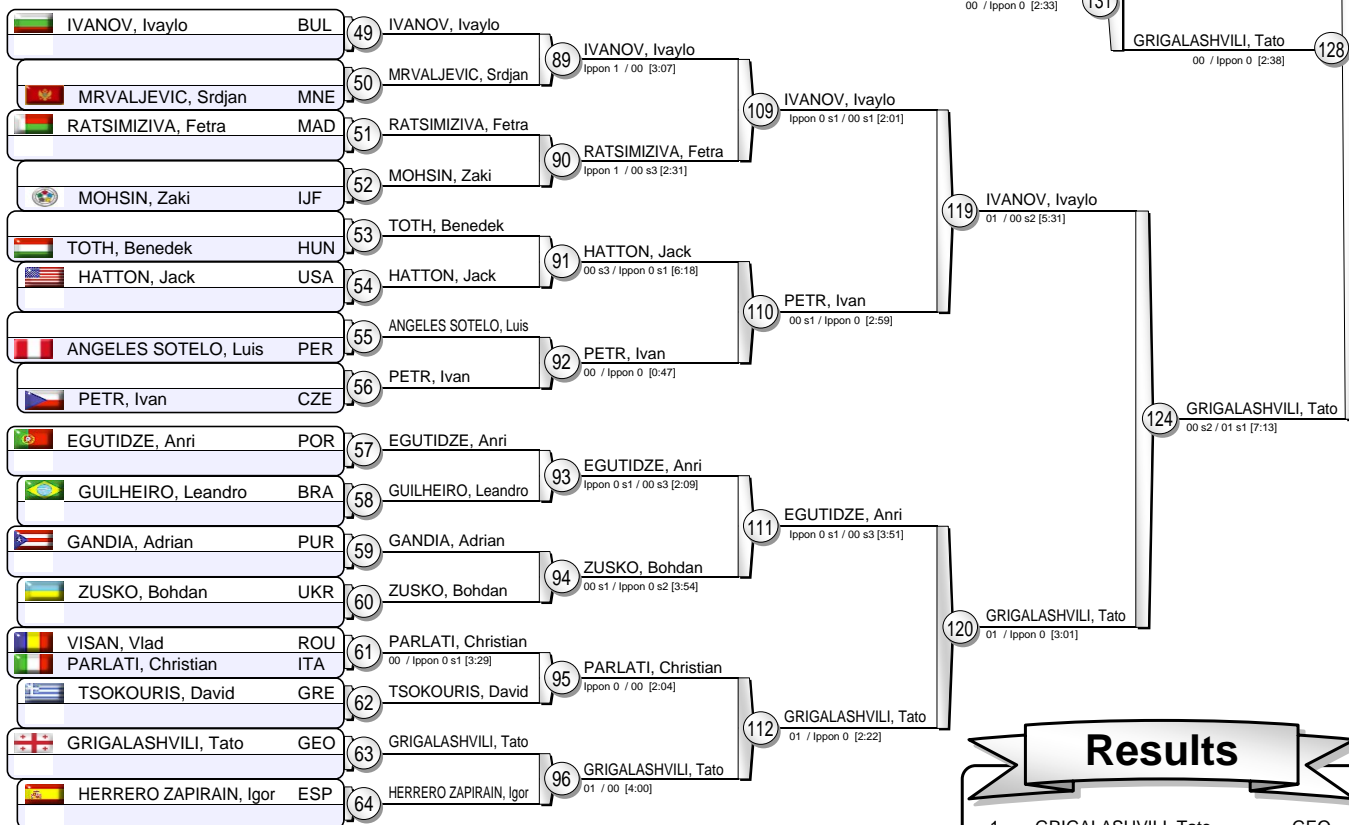 00 / Ippon 0 [2:33]
131
GRIGALASHVILI, Tato
00 / Ippon 0 [2:38]
128
IVANOV, Ivaylo BUL
49
IVANOV, Ivaylo
MRVALJEVIC, Srdjan MNE
50
MRVALJEVIC, Srdjan
89
IVANOV, Ivaylo
Ippon 1 / 00 [3:07]
RATSIMIZIVA, Fetra MAD
51
RATSIMIZIVA, Fetra
MOHSIN, Zaki IJF
52
MOHSIN, Zaki
90
RATSIMIZIVA, Fetra
Ippon 1 / 00 s3 [2:31]
109
IVANOV, Ivaylo
Ippon 0 s1 / 00 s1 [2:01]
TOTH, Benedek HUN
53
TOTH, Benedek
HATTON, Jack USA
54
HATTON, Jack
91
HATTON, Jack
00 s3 / Ippon 0 s1 [6:18]
ANGELES SOTELO, Luis PER
55
ANGELES SOTELO, Luis
PETR, Ivan CZE
56
PETR, Ivan
92
PETR, Ivan
00 / Ippon 0 [0:47]
110
PETR, Ivan
00 s1 / Ippon 0 [2:59]
119
IVANOV, Ivaylo
01 / 00 s2 [5:31]
EGUTIDZE, Anri POR
57
EGUTIDZE, Anri
GUILHEIRO, Leandro BRA
58
GUILHEIRO, Leandro
93
EGUTIDZE, Anri
Ippon 0 s1 / 00 s3 [2:09]
GANDIA, Adrian PUR
59
GANDIA, Adrian
ZUSKO, Bohdan UKR
60
ZUSKO, Bohdan
94
ZUSKO, Bohdan
00 s1 / Ippon 0 s2 [3:54]
111
EGUTIDZE, Anri
Ippon 0 s1 / 00 s3 [3:51]
VISAN, Vlad ROU
PARLATI, Christian ITA
61
PARLATI, Christian
00 / Ippon 0 s1 [3:29]
TSOKOURIS, David GRE
62
TSOKOURIS, David
95
PARLATI, Christian
Ippon 0 / 00 [2:04]
GRIGALASHVILI, Tato GEO
63
GRIGALASHVILI, Tato
HERRERO ZAPIRAIN, Igor ESP
64
HERRERO ZAPIRAIN, Igor
96
GRIGALASHVILI, Tato
01 / 00 [4:00]
112
GRIGALASHVILI, Tato
01 / Ippon 0 [2:22]
120
GRIGALASHVILI, Tato
01 / Ippon 0 [3:01]
124
GRIGALASHVILI, Tato
00 s2 / 01 s1 [7:13]
Results
1 GRIGALASHVILI, Tato GEO